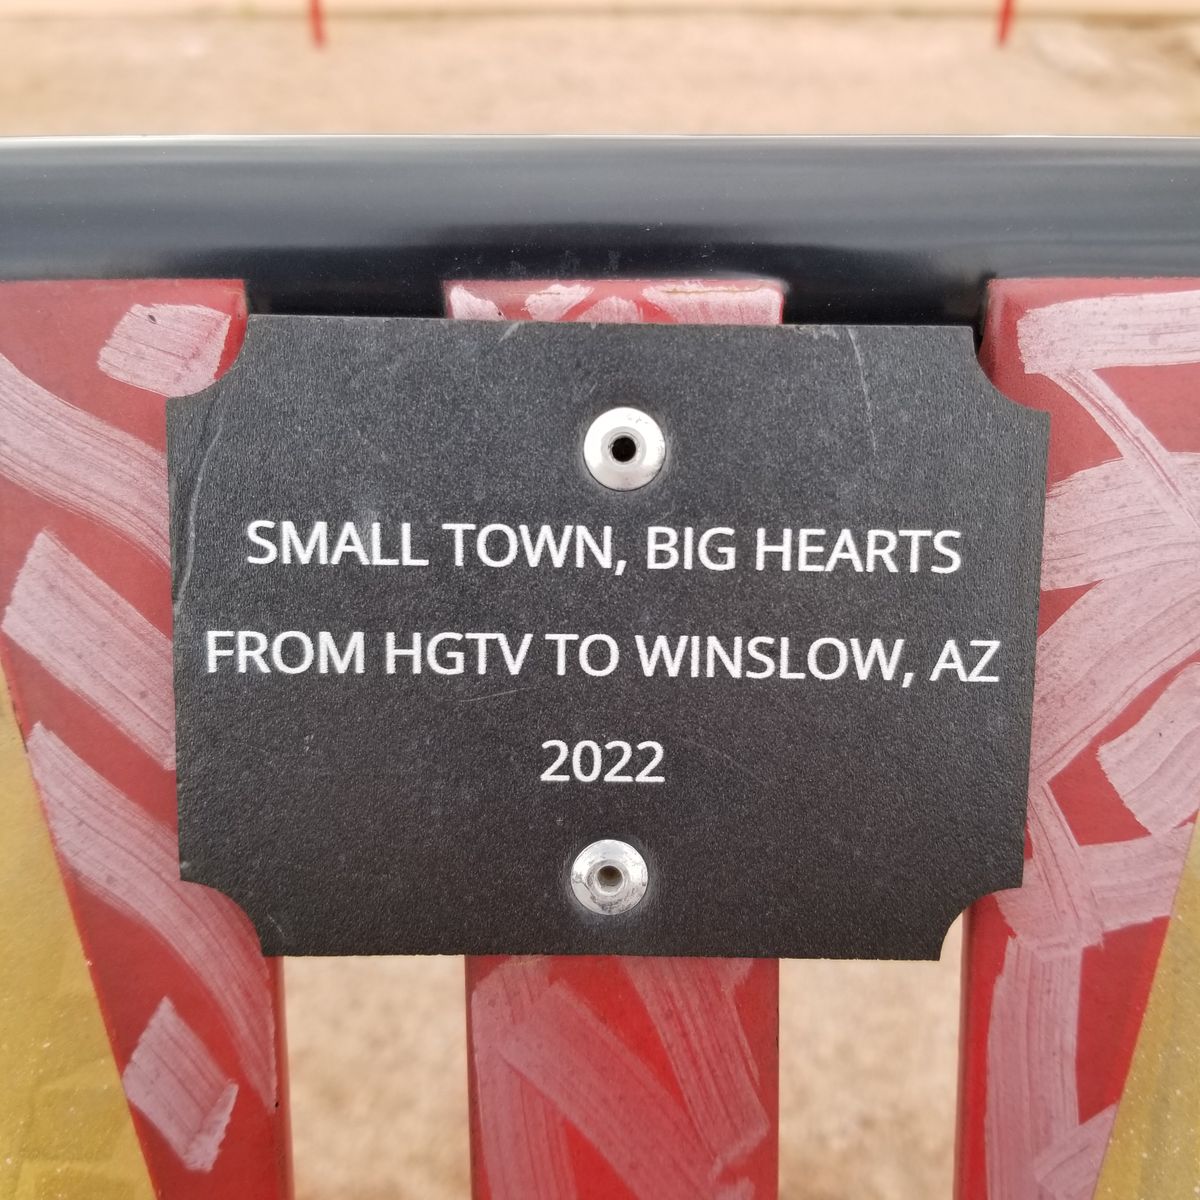 SMALL TOWN, BIG HEARTS
FROM HGTV TO WINSLOW, AZ
2022